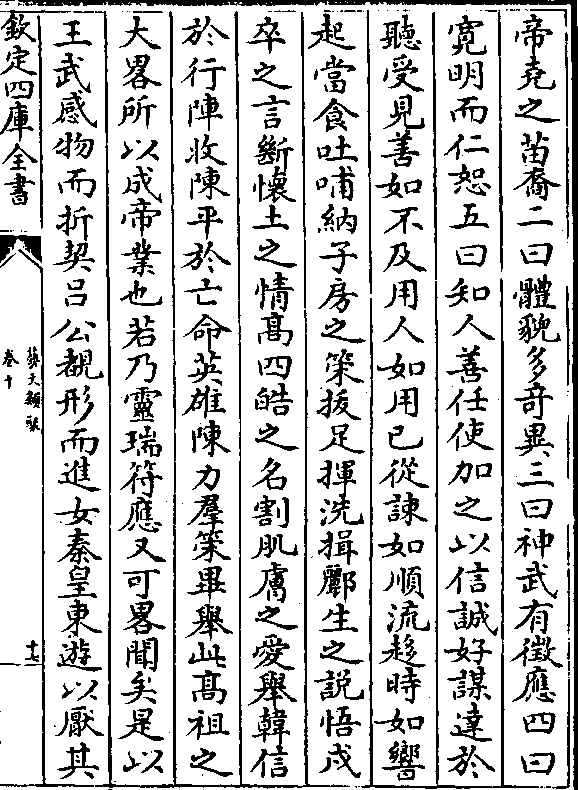 帝堯之苗裔二曰體貌多奇異三曰神武有徵應四曰
寛明而仁恕五曰知人善任使加之以信誠好謀達於
聽受見善如不及用人如用已從諫如順流趍時如響
起當食吐哺納子房之䇿拔足揮洗揖酈生之說悟戍
卒之言斷懷土之情髙四皓之名割肌膚之愛舉韓信
於行陣收陳平於亡命英雄陳力羣䇿畢舉此髙祖之
大畧所以成帝業也若乃靈瑞符應又可畧聞矣是以
王武感物而折契吕公覩形而進女秦皇東遊以厭其
欽定四庫全書
藝文類聚
卷十
十七